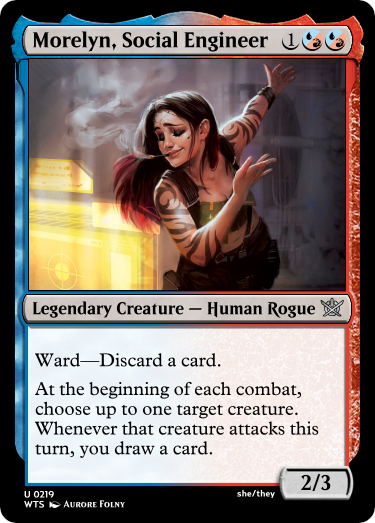 Morelyn, Social Engineer 1
Legendary Creature — Human Rogue
Ward—Discard a card.
At the beginning of each combat,
choose up to one target creature.
Whenever that creature attacks this
turn, you draw a card.
2/3
U 0219
she/they
WTS Aurore Folny